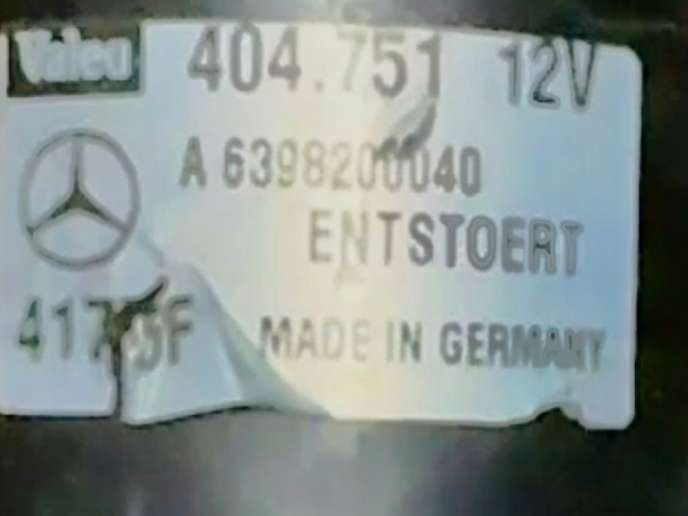 Valeo 404.751 12V
A 6398200040
ENTSTOERT
MADE IN GERMANY